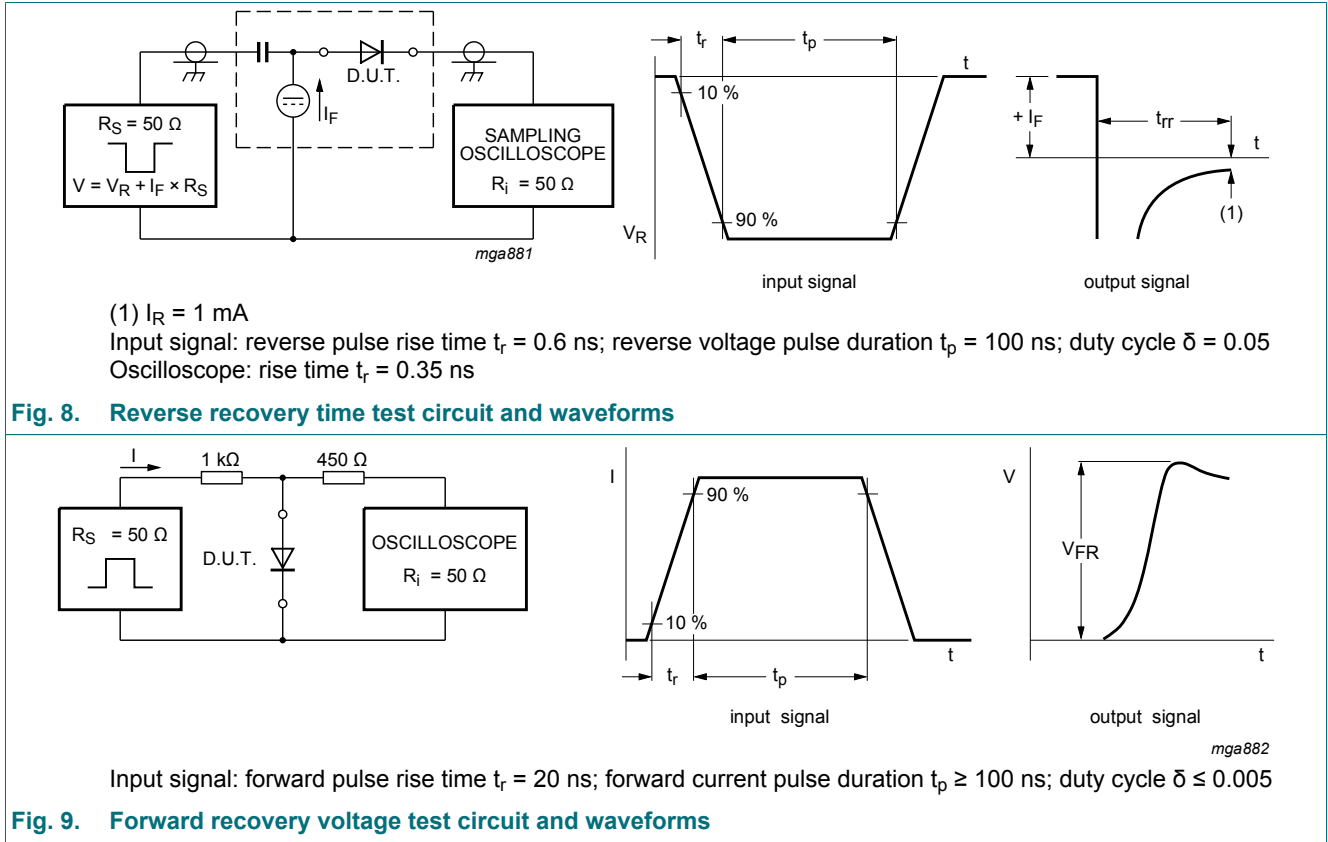 D.U.T.
I_F
R_S = 50 Ω
V = V_R + I_F × R_S
SAMPLING
OSCILLOSCOPE
R_i = 50 Ω
mga881
t_r
t_p
t
10 %
90 %
V_R
input signal
+ I_F
t_rr
t
(1)
output signal
(1) I_R = 1 mA
Input signal: reverse pulse rise time t_r = 0.6 ns; reverse voltage pulse duration t_p = 100 ns; duty cycle δ = 0.05
Oscilloscope: rise time t_r = 0.35 ns
Fig. 8. Reverse recovery time test circuit and waveforms
I
1 kΩ
450 Ω
R_S = 50 Ω
D.U.T.
OSCILLOSCOPE
R_i = 50 Ω
I
90 %
10 %
t
t_r
t_p
input signal
V
V_FR
t
output signal
mga882
Input signal: forward pulse rise time t_r = 20 ns; forward current pulse duration t_p ≥ 100 ns; duty cycle δ ≤ 0.005
Fig. 9. Forward recovery voltage test circuit and waveforms